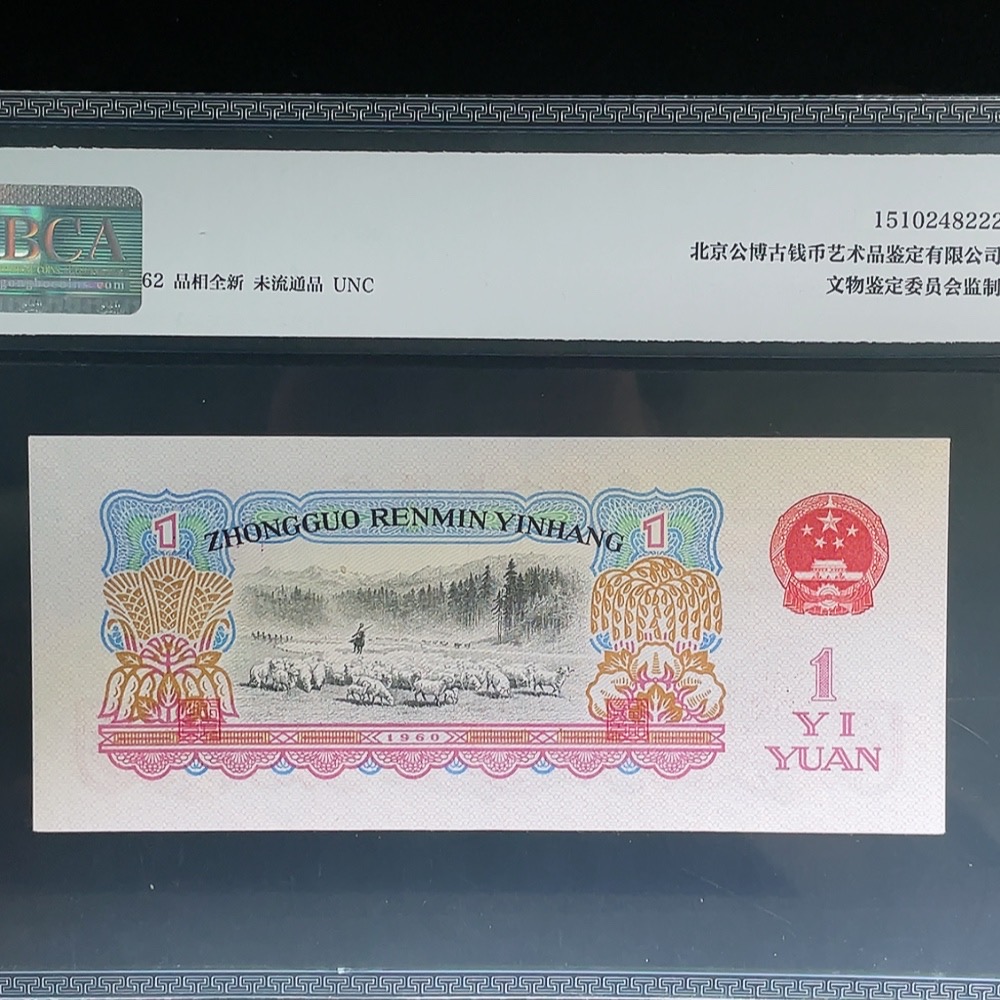 BCA
1510248222
北京公博古钱币艺术品鉴定有限公司
62 品相全新 未流通品 UNC
文物鉴定委员会监制
ZHONGGUO RENMIN YINHANG
1
1
1
YI
YUAN
1960